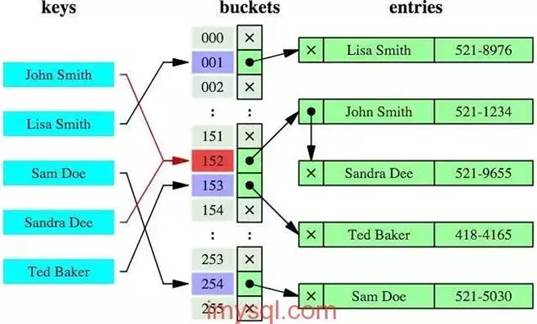 keys buckets entries
John Smith
Lisa Smith
Sam Doe
Sandra Dee
Ted Baker
000 ×
001
002 ×
: :
151 ×
152
153
154 ×
: :
253 ×
254
255 ×
× Lisa Smith 521-8976
John Smith 521-1234
× Sandra Dee 521-9655
× Ted Baker 418-4165
× Sam Doe 521-5030
imysql.com